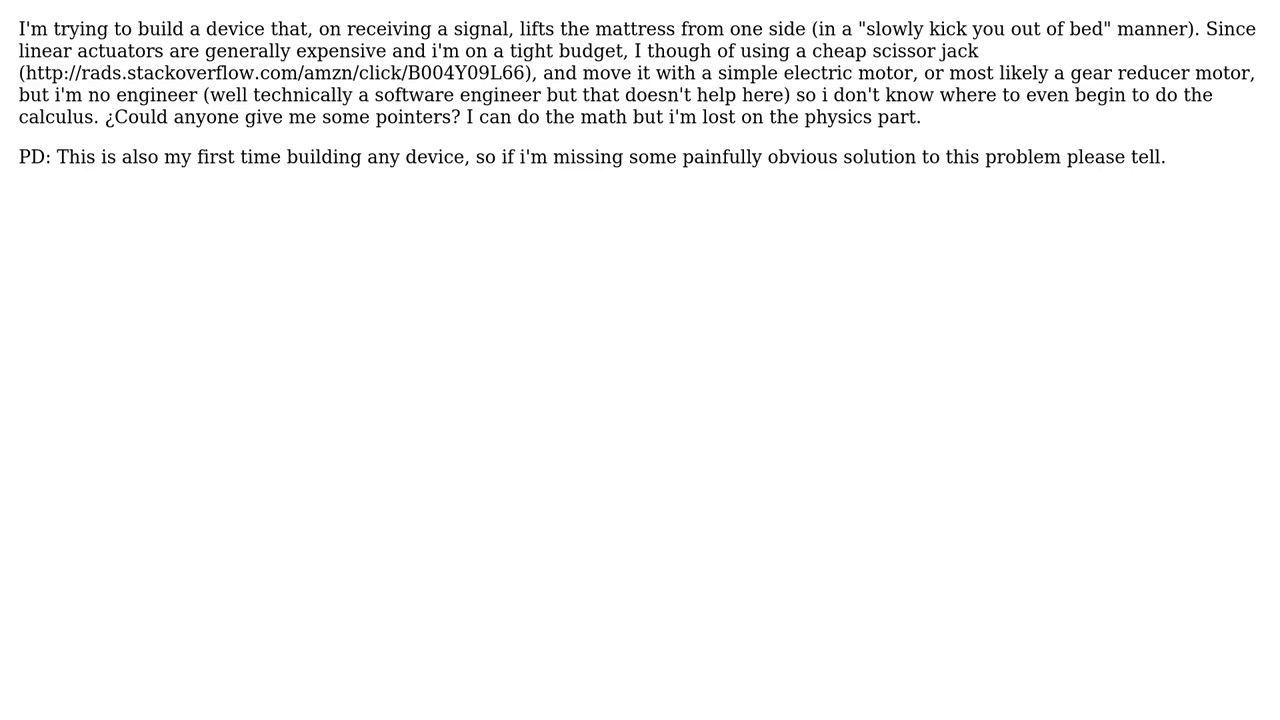 I'm trying to build a device that, on receiving a signal, lifts the mattress from one side (in a "slowly kick you out of bed" manner). Since
linear actuators are generally expensive and i'm on a tight budget, I though of using a cheap scissor jack
(http://rads.stackoverflow.com/amzn/click/B004Y09L66), and move it with a simple electric motor, or most likely a gear reducer motor,
but i'm no engineer (well technically a software engineer but that doesn't help here) so i don't know where to even begin to do the
calculus. ¿Could anyone give me some pointers? I can do the math but i'm lost on the physics part.
PD: This is also my first time building any device, so if i'm missing some painfully obvious solution to this problem please tell.